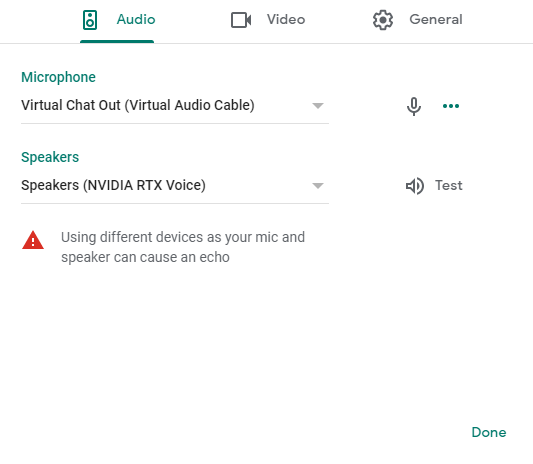 Audio
Video
General
Microphone
Virtual Chat Out (Virtual Audio Cable)
Speakers
Speakers (NVIDIA RTX Voice)
Test
Using different devices as your mic and
speaker can cause an echo
Done